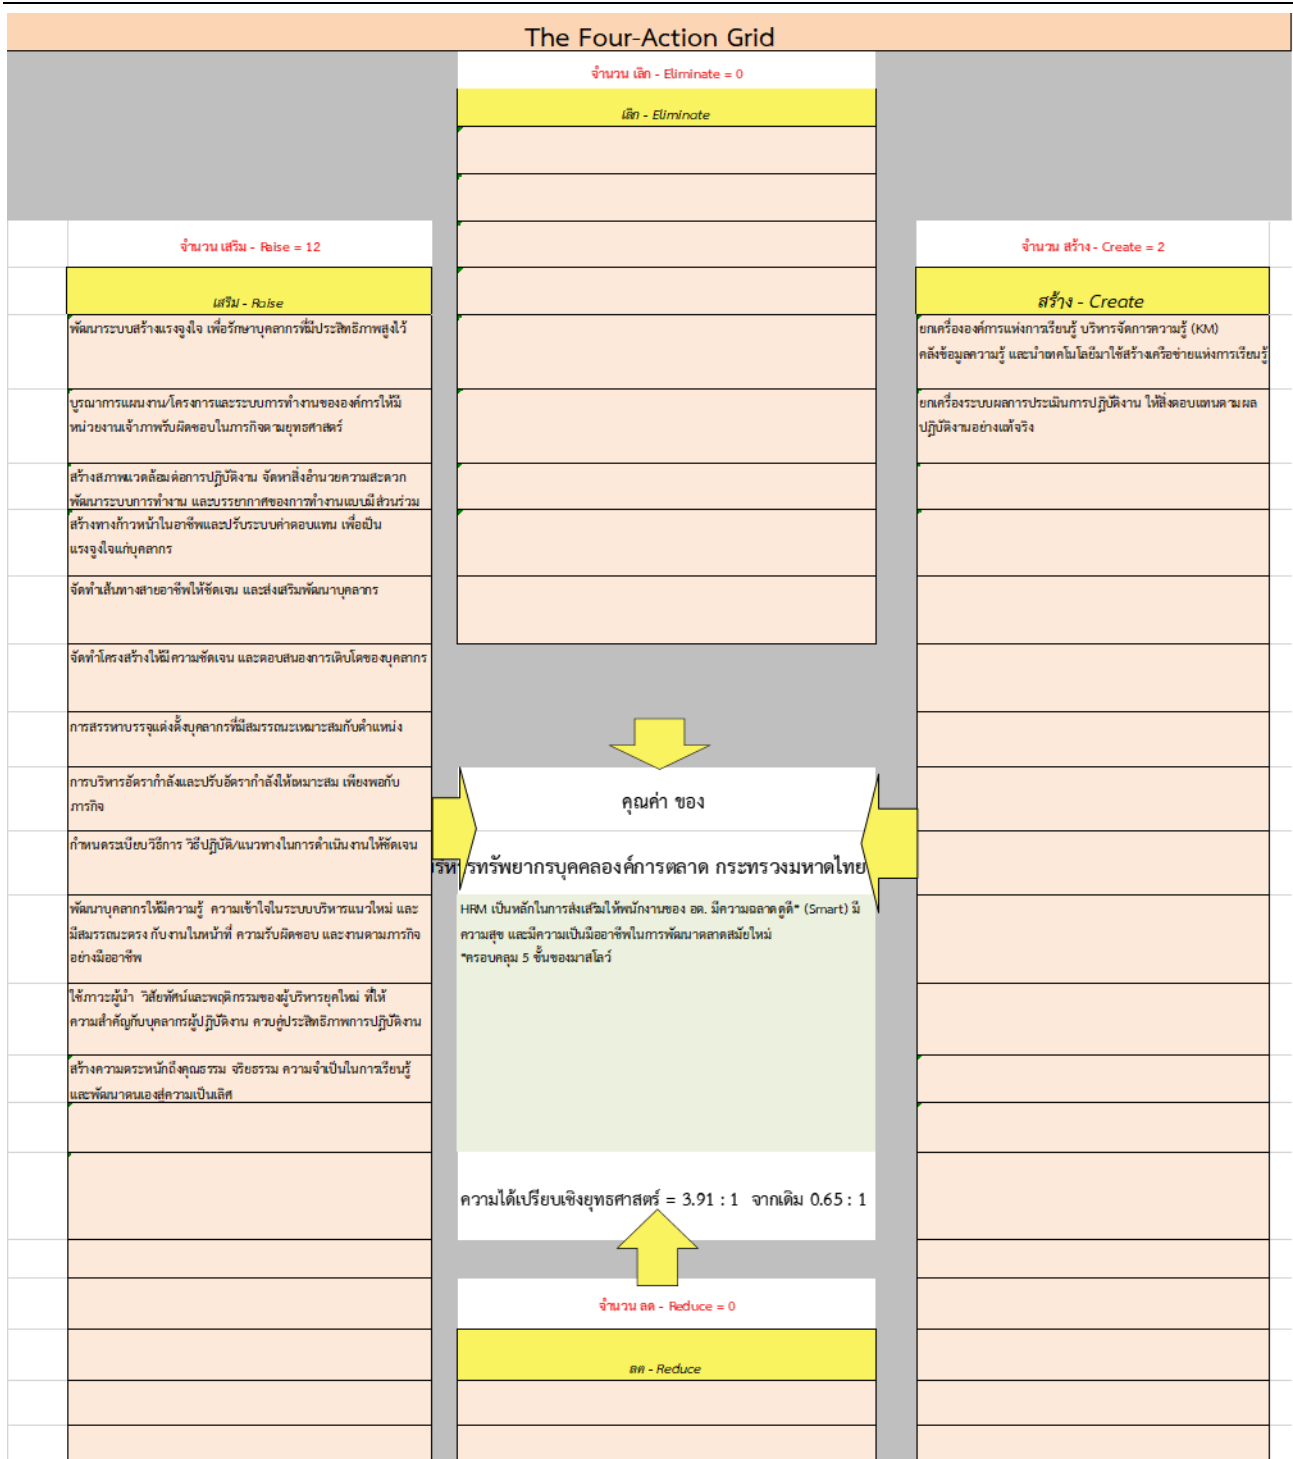 The Four-Action Grid
จำนวน เลิก - Eliminate = 0
เลิก - Eliminate
จำนวน เสริม - Raise = 12
เสริม - Raise
พัฒนาระบบสร้างแรงจูงใจ เพื่อรักษาบุคลากรที่มีประสิทธิภาพสูงไว้
บูรณาการแผนงาน/โครงการและระบบการทำงานขององค์การให้มี
หน่วยงานเจ้าภาพรับผิดชอบในภารกิจตามยุทธศาสตร์
สร้างสภาพแวดล้อมต่อการปฏิบัติงาน จัดหาสิ่งอำนวยความสะดวก
พัฒนาระบบการทำงาน และบรรยากาศของการทำงานแบบมีส่วนร่วม
สร้างทางก้าวหน้าในอาชีพและปรับระบบค่าตอบแทน เพื่อเป็น
แรงจูงใจแก่บุคลากร
จัดทำเส้นทางสายอาชีพให้ชัดเจน และส่งเสริมพัฒนาบุคลากร
จัดทำโครงสร้างให้มีความชัดเจน และตอบสนองการเติบโตของบุคลากร
การสรรหาบรรจุแต่งตั้งบุคลากรที่มีสมรรถนะเหมาะสมกับตำแหน่ง
การบริหารอัตรากำลังและปรับอัตรากำลังให้เหมาะสม เพียงพอกับ
ภารกิจ
กำหนดระเบียบวิธีการ วิธีปฏิบัติ/แนวทางในการดำเนินงานให้ชัดเจน
พัฒนาบุคลากรให้มีความรู้ ความเข้าใจในระบบบริหารแนวใหม่ และ
มีสมรรถนะตรง กับงานในหน้าที่ ความรับผิดชอบ และงานตามภารกิจ
อย่างมืออาชีพ
ใช้ภาวะผู้นำ วิสัยทัศน์และพฤติกรรมของผู้บริหารยุคใหม่ ที่ให้
ความสำคัญกับบุคลากรผู้ปฏิบัติงาน ควบคู่ประสิทธิภาพการปฏิบัติงาน
สร้างความตระหนักถึงคุณธรรม จริยธรรม ความจำเป็นในการเรียนรู้
และพัฒนาตนเองสู่ความเป็นเลิศ
จำนวน สร้าง - Create = 2
สร้าง - Create
ยกเครื่ององค์การแห่งการเรียนรู้ บริหารจัดการความรู้ (KM)
คลังข้อมูลความรู้ และนำเทคโนโลยีมาใช้สร้างเครือข่ายแห่งการเรียนรู้
ยกเครื่องระบบผลการประเมินการปฏิบัติงาน ให้สิ่งตอบแทนตามผล
ปฏิบัติงานอย่างแท้จริง
คุณค่า ของ
ทรัพยากรบุคคลองค์การตลาด กระทรวงมหาดไทย
HRM เป็นหลักในการส่งเสริมให้พนักงานของ อต. มีความฉลาดดูดี* (Smart) มี
ความสุข และมีความเป็นมืออาชีพในการพัฒนาตลาดสมัยใหม่
*ครอบคลุม 5 ชั้นของมาสโลว์
ความได้เปรียบเชิงยุทธศาสตร์ = 3.91 : 1 จากเดิม 0.65 : 1
จำนวน ลด - Reduce = 0
ลด - Reduce